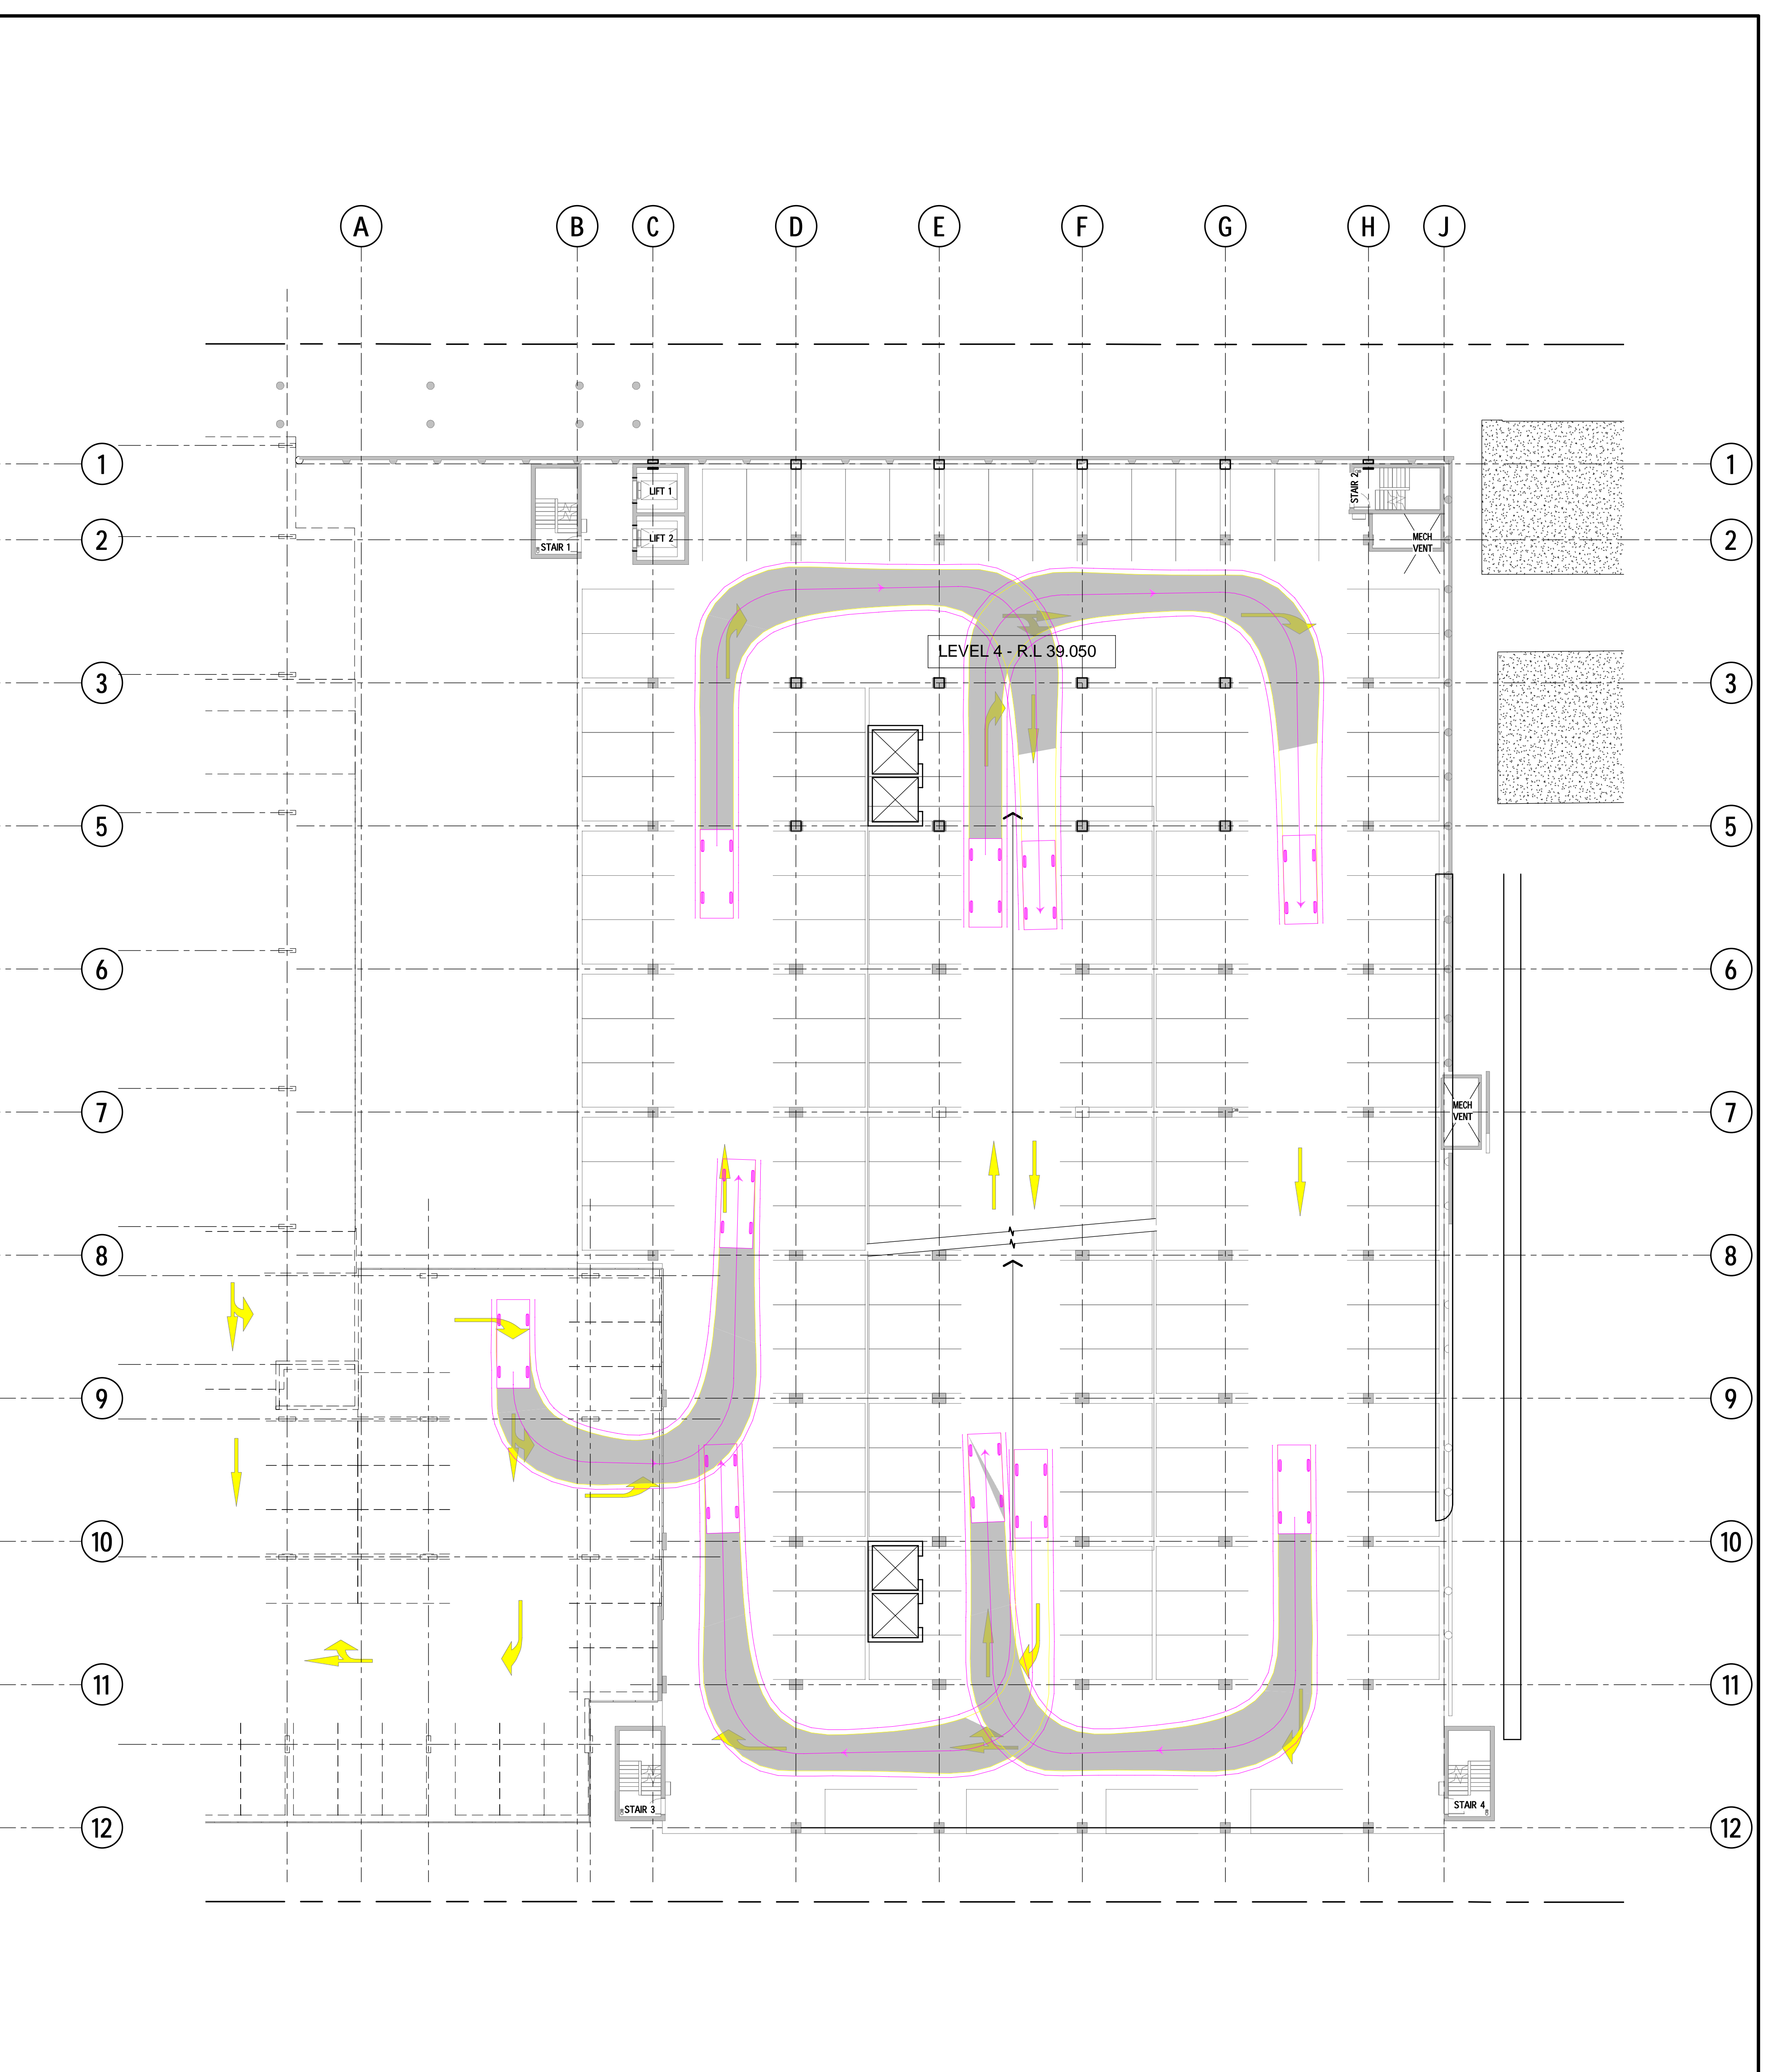 A B C D E F G H J
1 1
LIFT 1
STAIR 2
2 2
LIFT 2
STAIR 1
MECH
VENT
LEVEL 4 - R.L 39.050
3 3
5 5
6 6
7 7
MECH
VENT
8 8
9 9
10 10
11 11
STAIR 3
STAIR 4
12 12